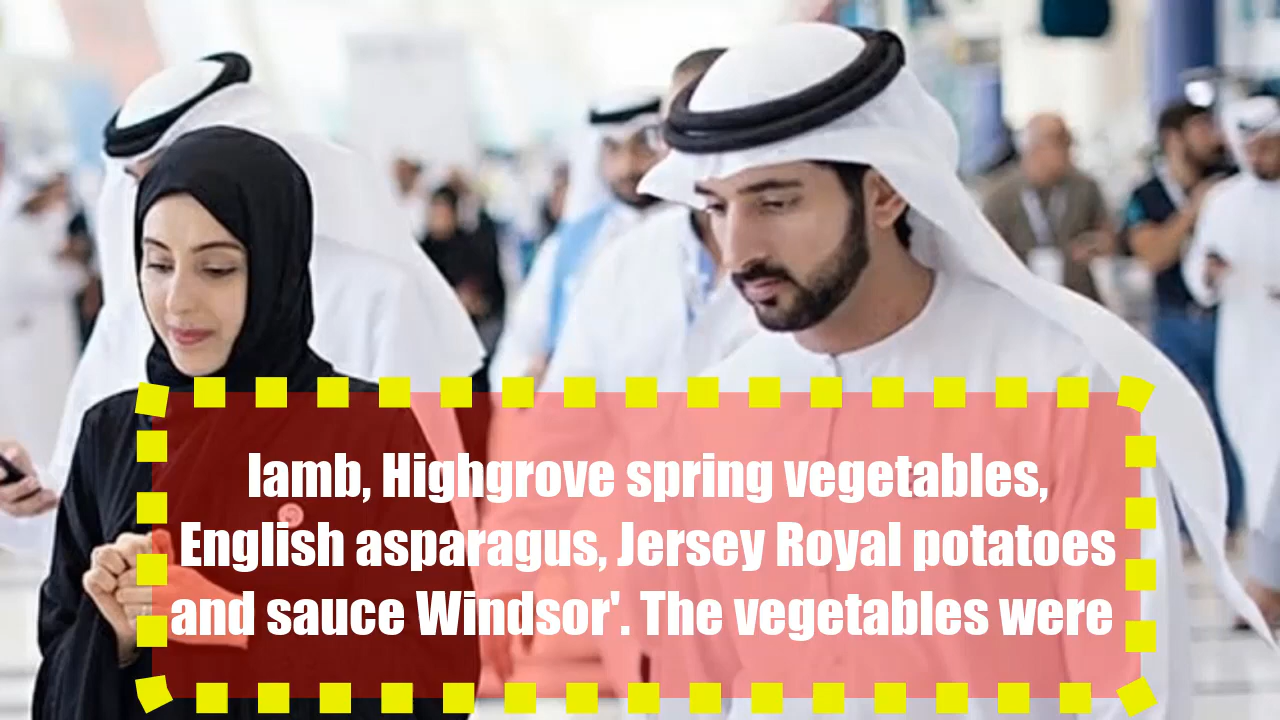 lamb, Highgrove spring vegetables,
English asparagus, Jersey Royal potatoes
and sauce Windsor'. The vegetables were